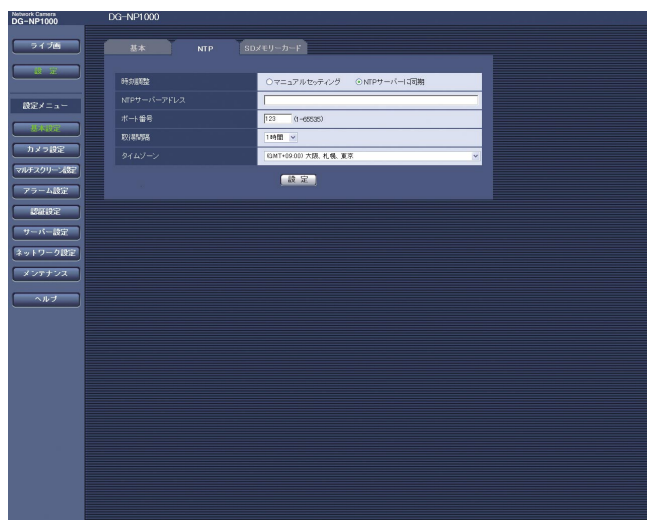 Network Camera
DG-NP1000
DG-NP1000
ライブ画
設定
設定メニュー
基本設定
カメラ設定
マルチスクリーン設定
アラーム設定
認証設定
サーバー設定
ネットワーク設定
メンテナンス
ヘルプ
基本 NTP SDメモリーカード
時刻調整 マニュアルセッティング NTPサーバーに同期
NTPサーバーアドレス
ポート番号 123 (1-65535)
取得間隔 1時間
タイムゾーン (GMT+09:00) 大阪、札幌、東京
設定